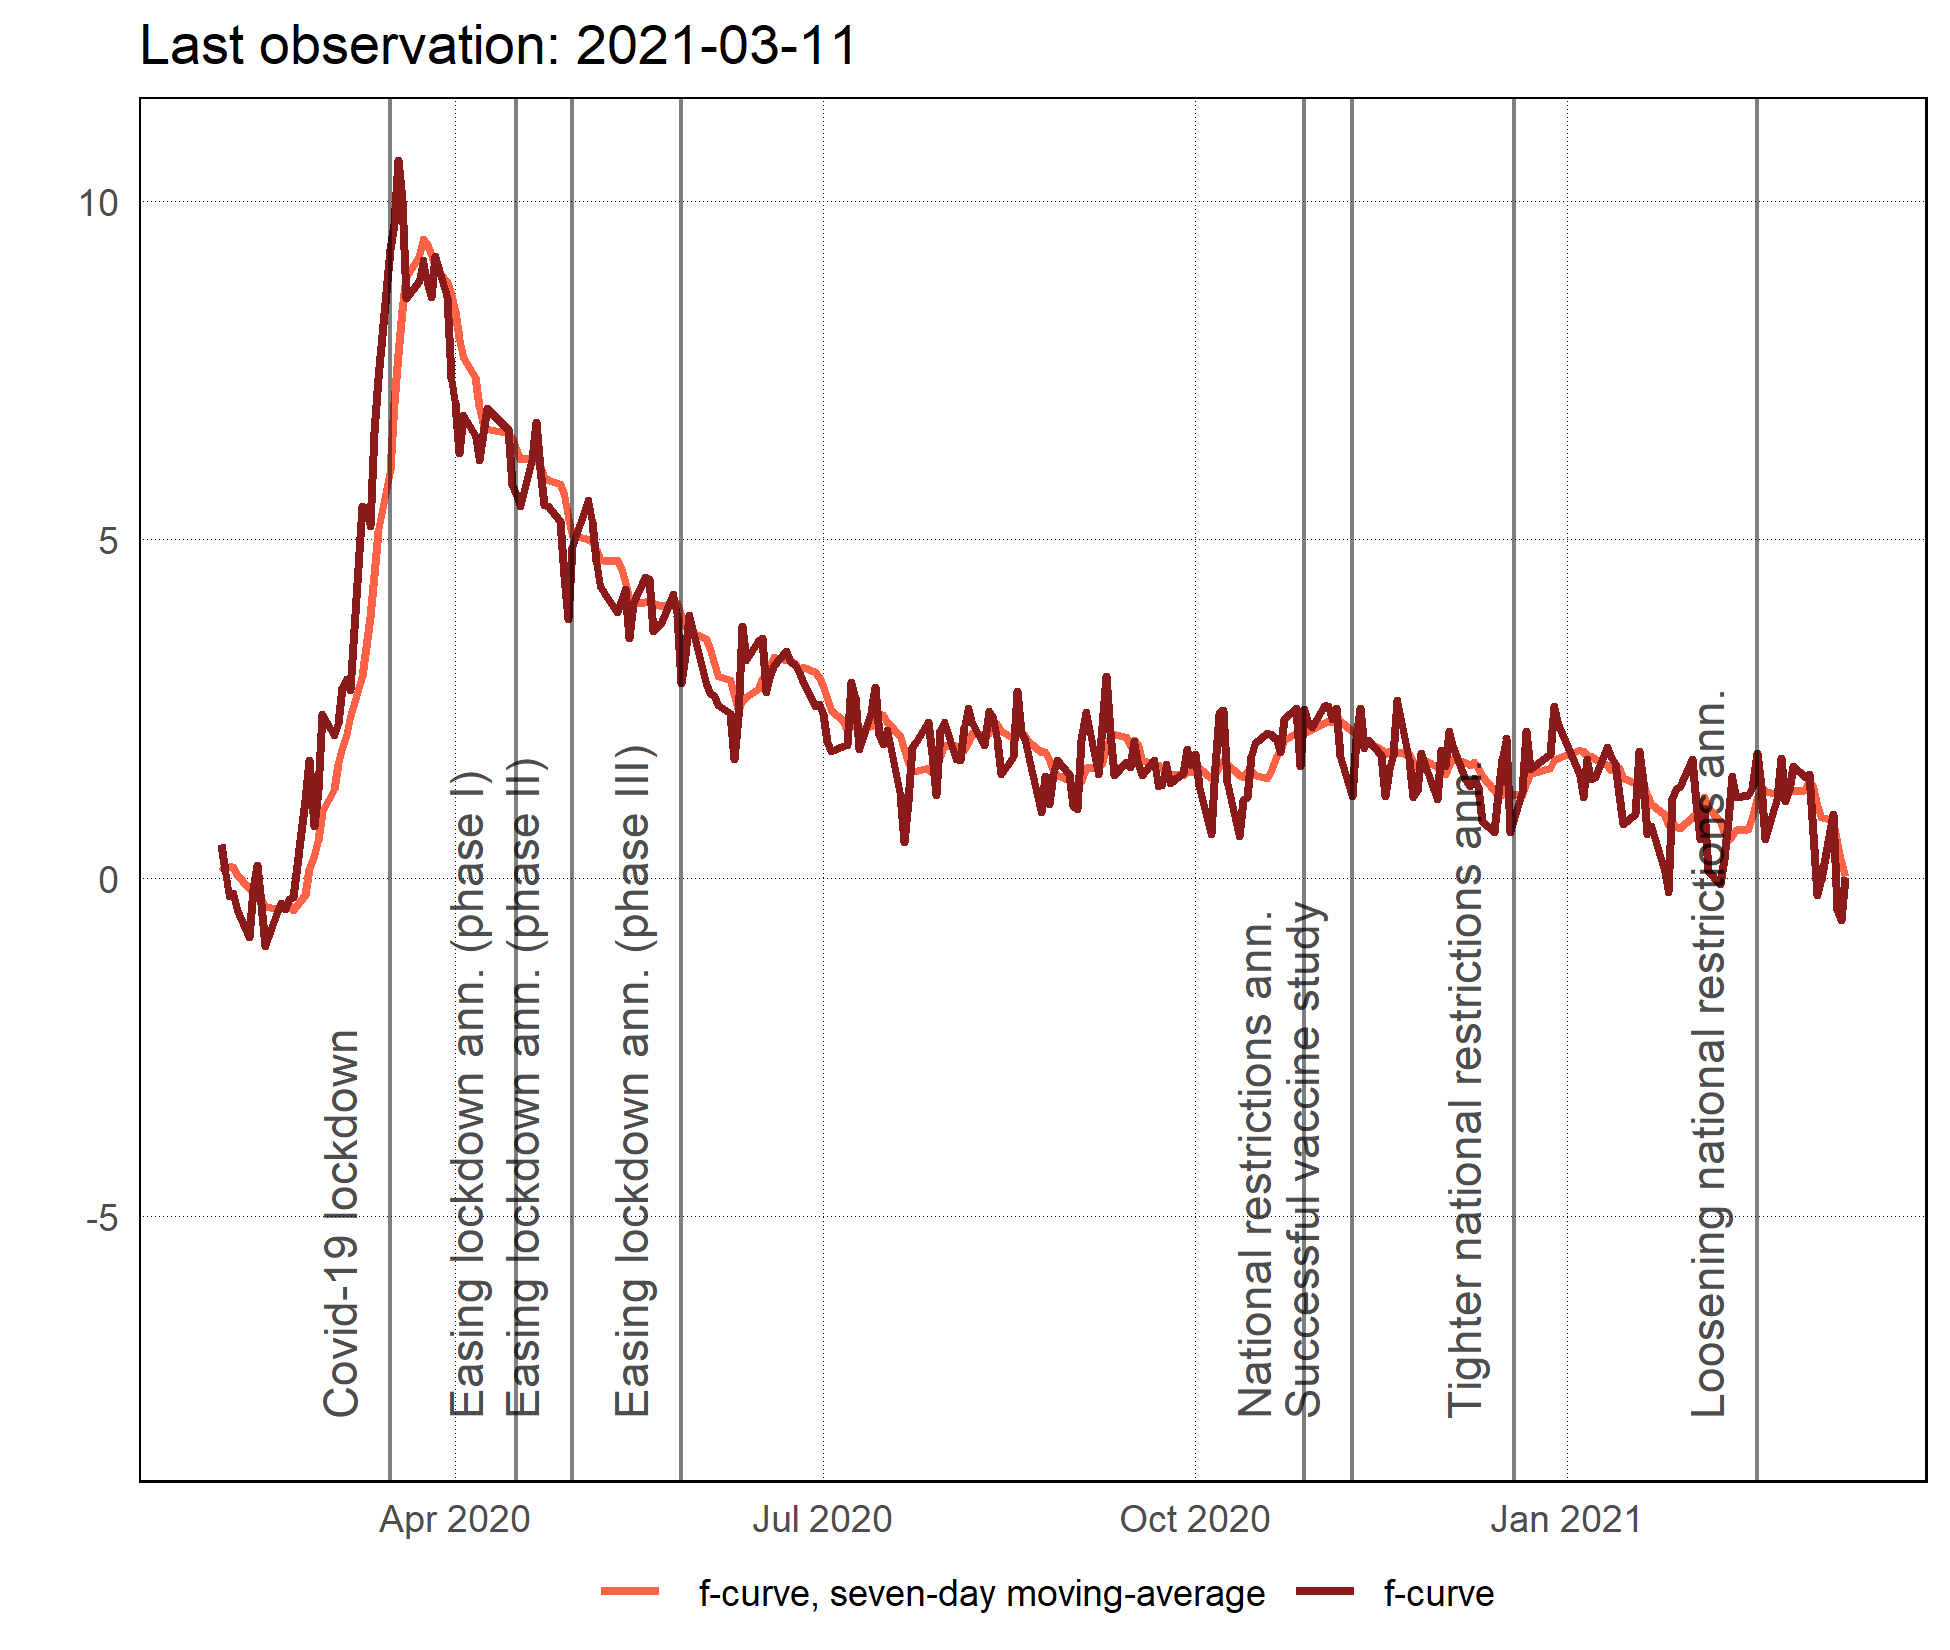 Last observation: 2021-03-11
10
5
0
-5
Covid-19 lockdown
Easing lockdown ann. (phase I)
Easing lockdown ann. (phase II)
Easing lockdown ann. (phase III)
National restrictions ann.
Successful vaccine study
Tighter national restrictions ann.
Loosening national restrictions ann.
Apr 2020
Jul 2020
Oct 2020
Jan 2021
f-curve, seven-day moving-average
f-curve